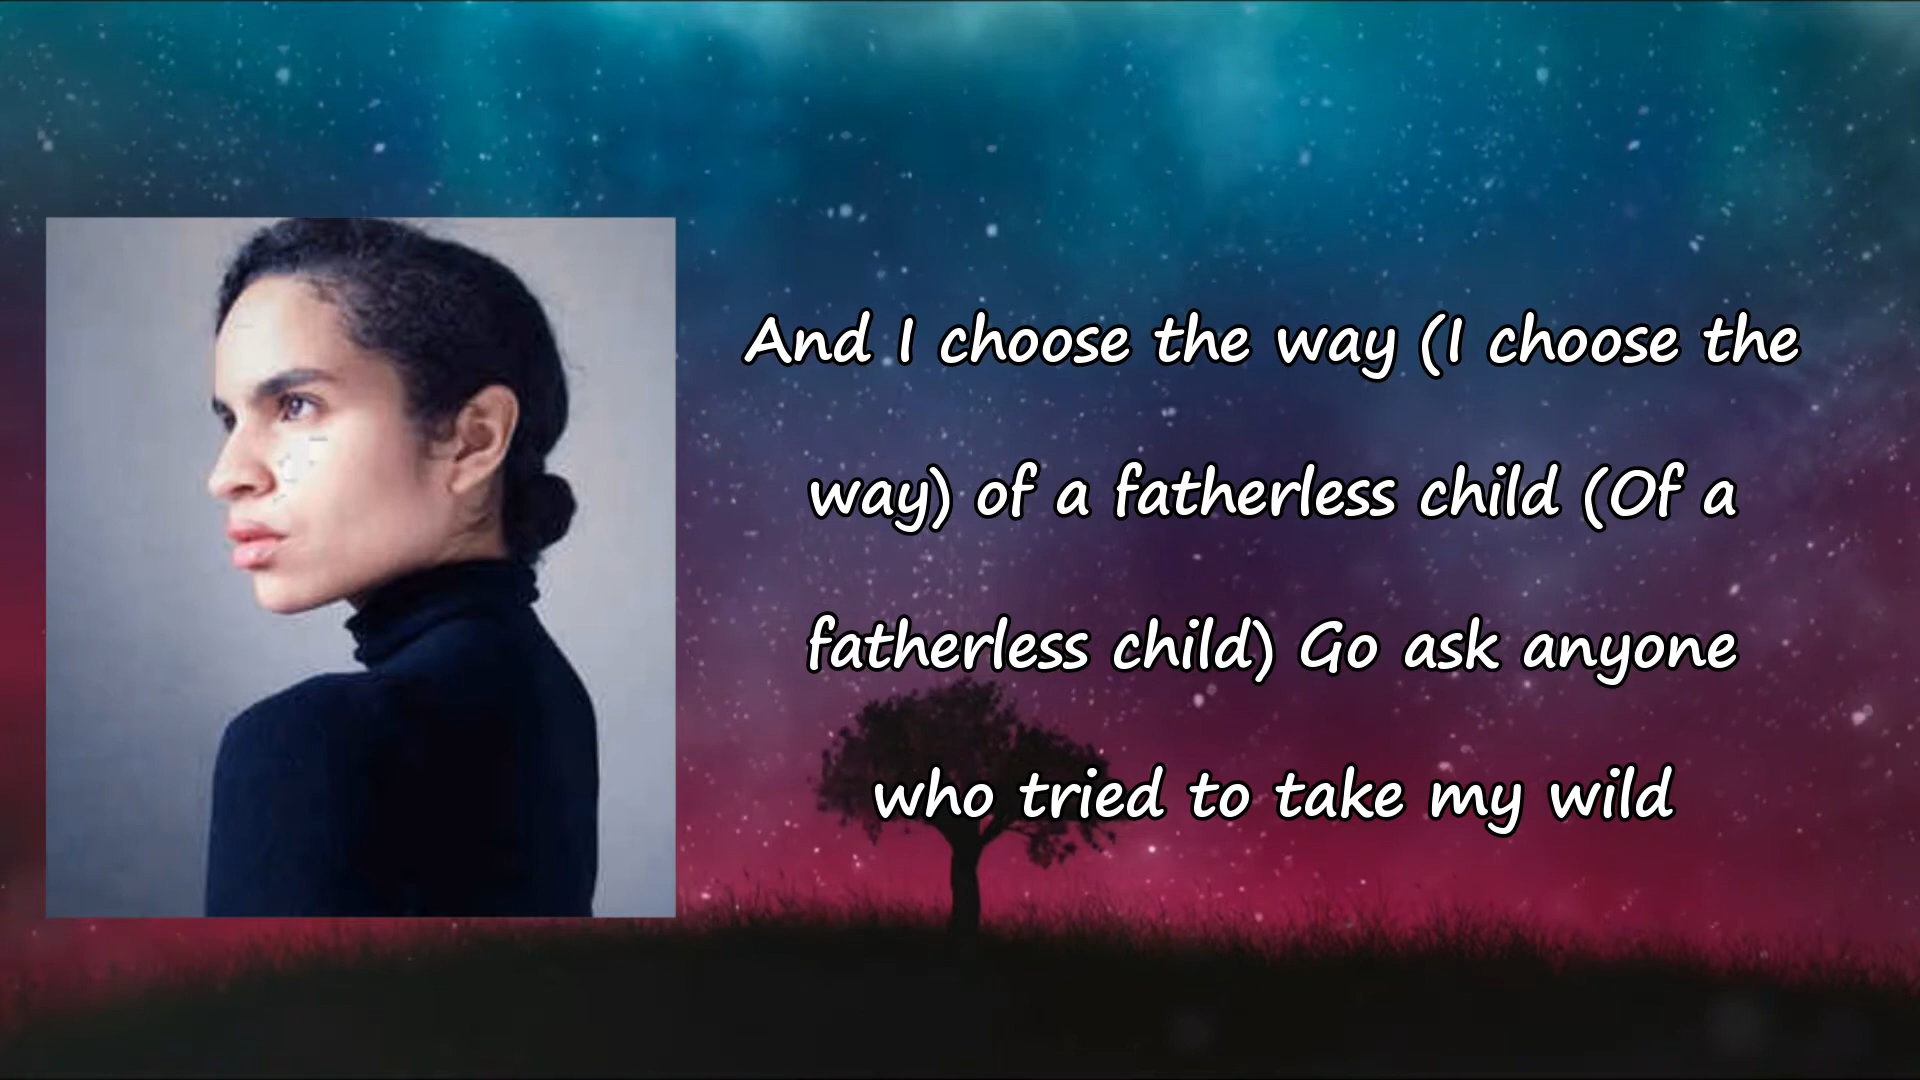 And I choose the way (I choose the
way) of a fatherless child (Of a
fatherless child) Go ask anyone
who tried to take my wild